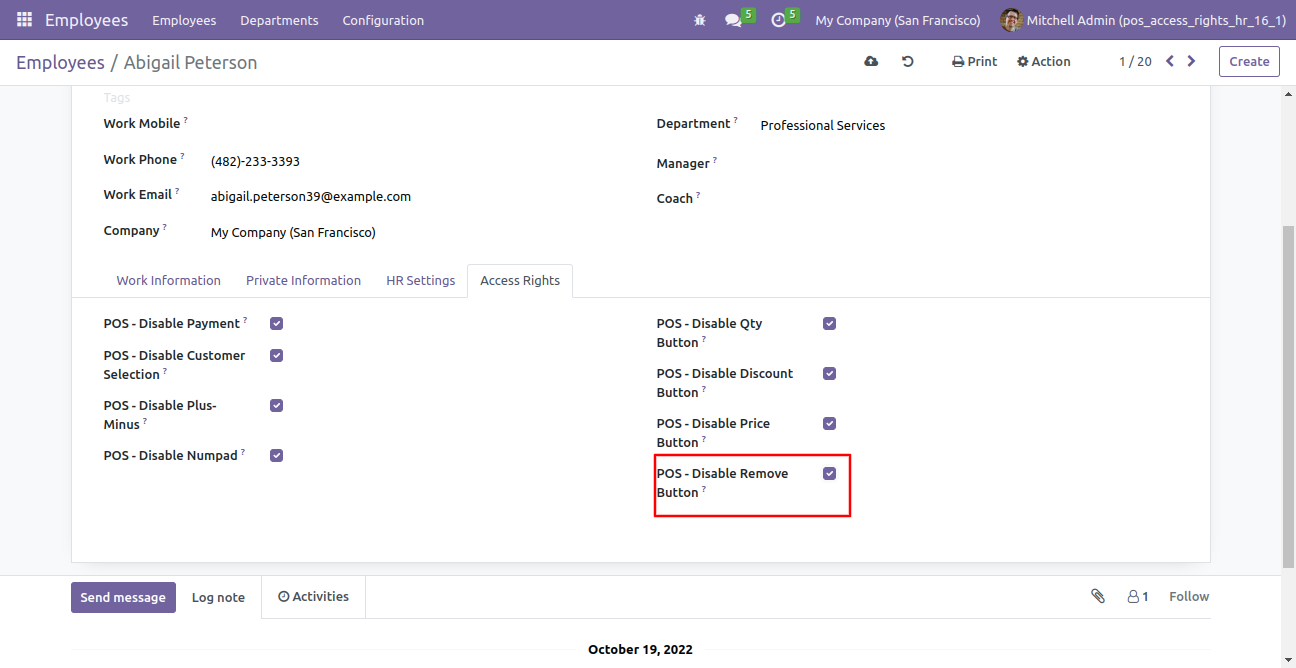 Employees Employees Departments Configuration 5 5 My Company (San Francisco) Mitchell Admin (pos_access_rights_hr_16_1)
Employees / Abigail Peterson Print Action 1 / 20 Create
Tags
Work Mobile ?
Work Phone ? (482)-233-3393
Work Email ? abigail.peterson39@example.com
Company ? My Company (San Francisco)
Department ? Professional Services
Manager ?
Coach ?
Work Information Private Information HR Settings Access Rights
POS - Disable Payment ?
POS - Disable Customer
Selection ?
POS - Disable Plus-
Minus ?
POS - Disable Numpad ?
POS - Disable Qty
Button ?
POS - Disable Discount
Button ?
POS - Disable Price
Button ?
POS - Disable Remove
Button ?
Send message Log note Activities 1 Follow
October 19, 2022